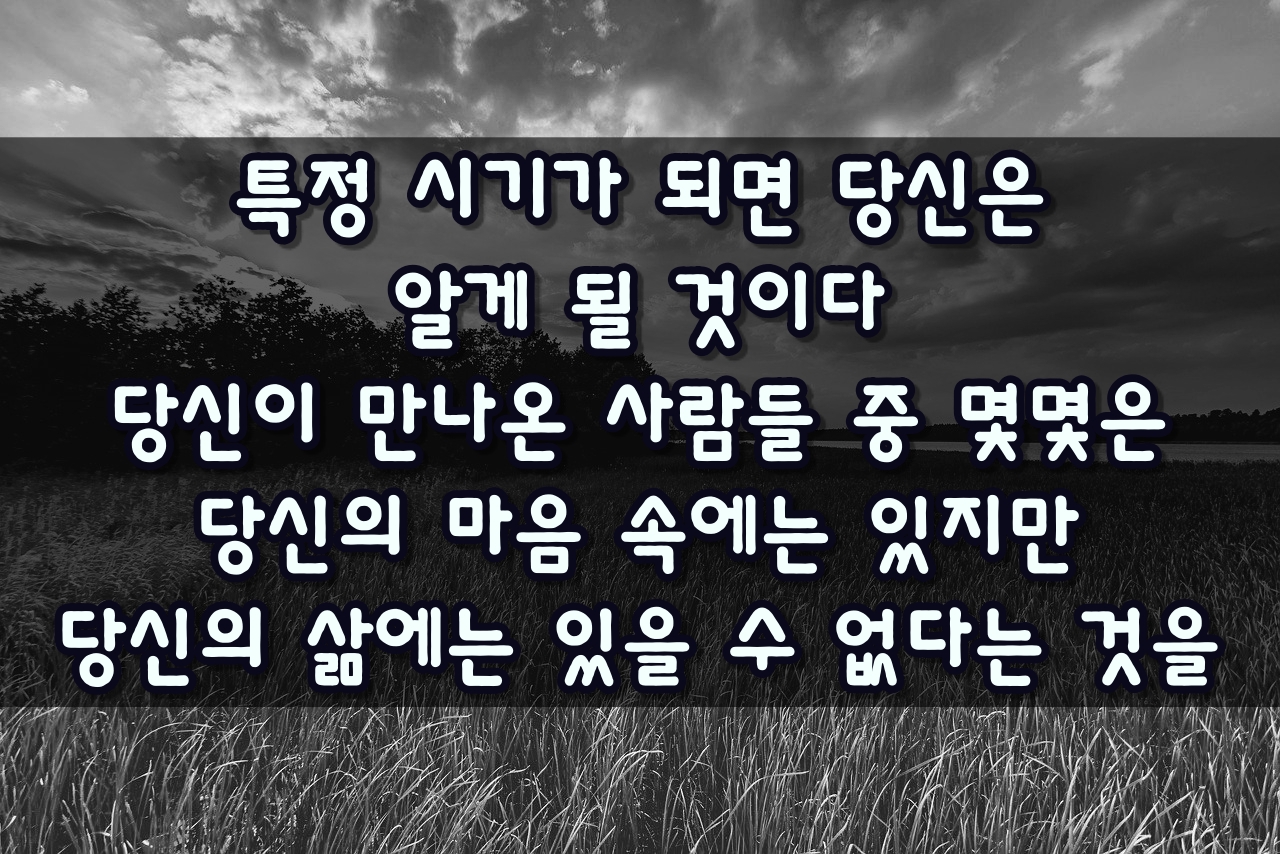 특정 시기가 되면 당신은
알게 될 것이다
당신이 만나온 사람들 중 몇몇은
당신의 마음 속에는 있지만
당신의 삶에는 있을 수 없다는 것을